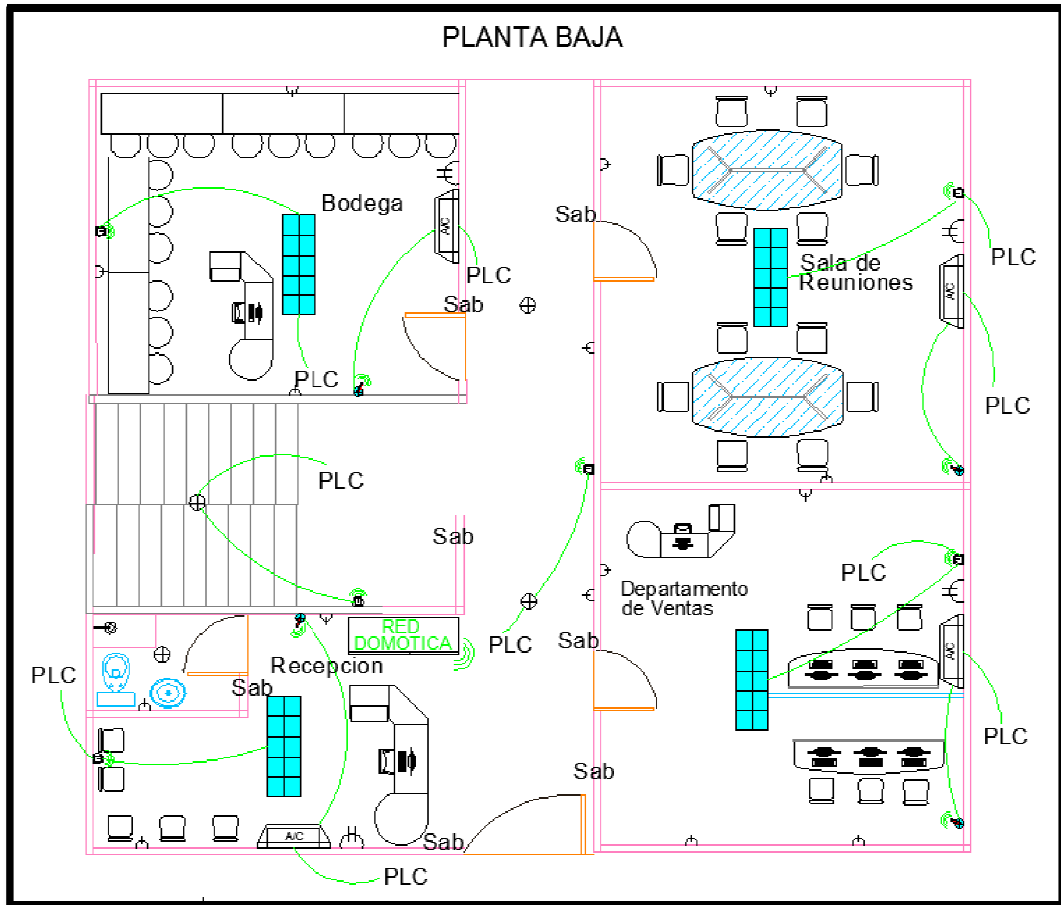 PLANTA BAJA
Bodega
A/C
PLC
Sab
PLC
Sab
Sala de
Reuniones
A/C
PLC
PLC
PLC
Sab
RED
DOMOTICA
Recepcion
PLC
Sab
A/C
Sab
PLC
PLC
Sab
Departamento
de Ventas
PLC
A/C
PLC
Sab